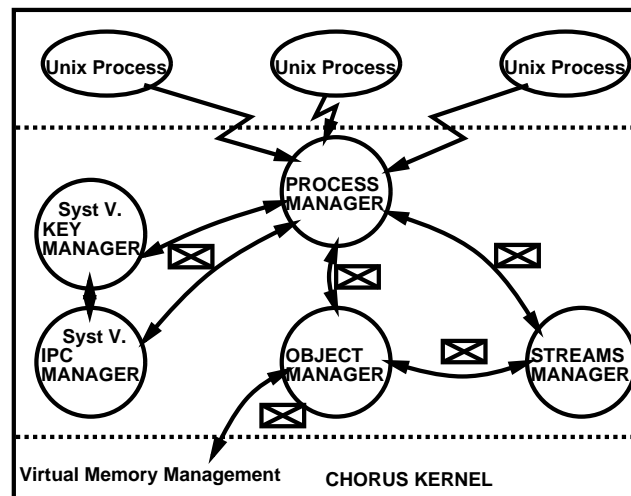 Unix Process
Unix Process
Unix Process
PROCESS
MANAGER
Syst V.
KEY
MANAGER
Syst V.
IPC
MANAGER
OBJECT
MANAGER
STREAMS
MANAGER
Virtual Memory Management
CHORUS KERNEL